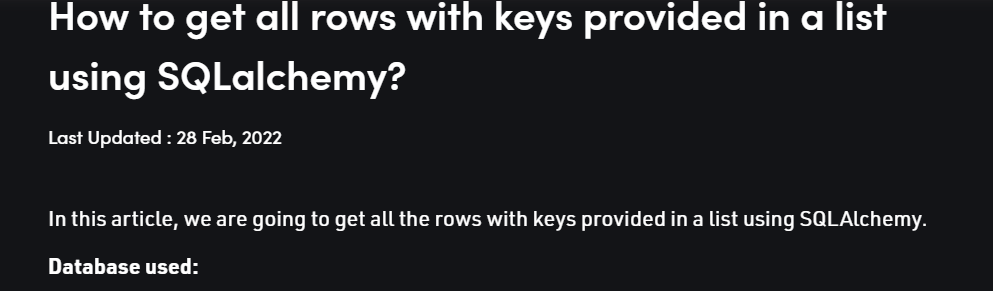 How to get all rows with keys provided in a list
using SQLalchemy?
Last Updated : 28 Feb, 2022
In this article, we are going to get all the rows with keys provided in a list using SQLAlchemy.
Database used: